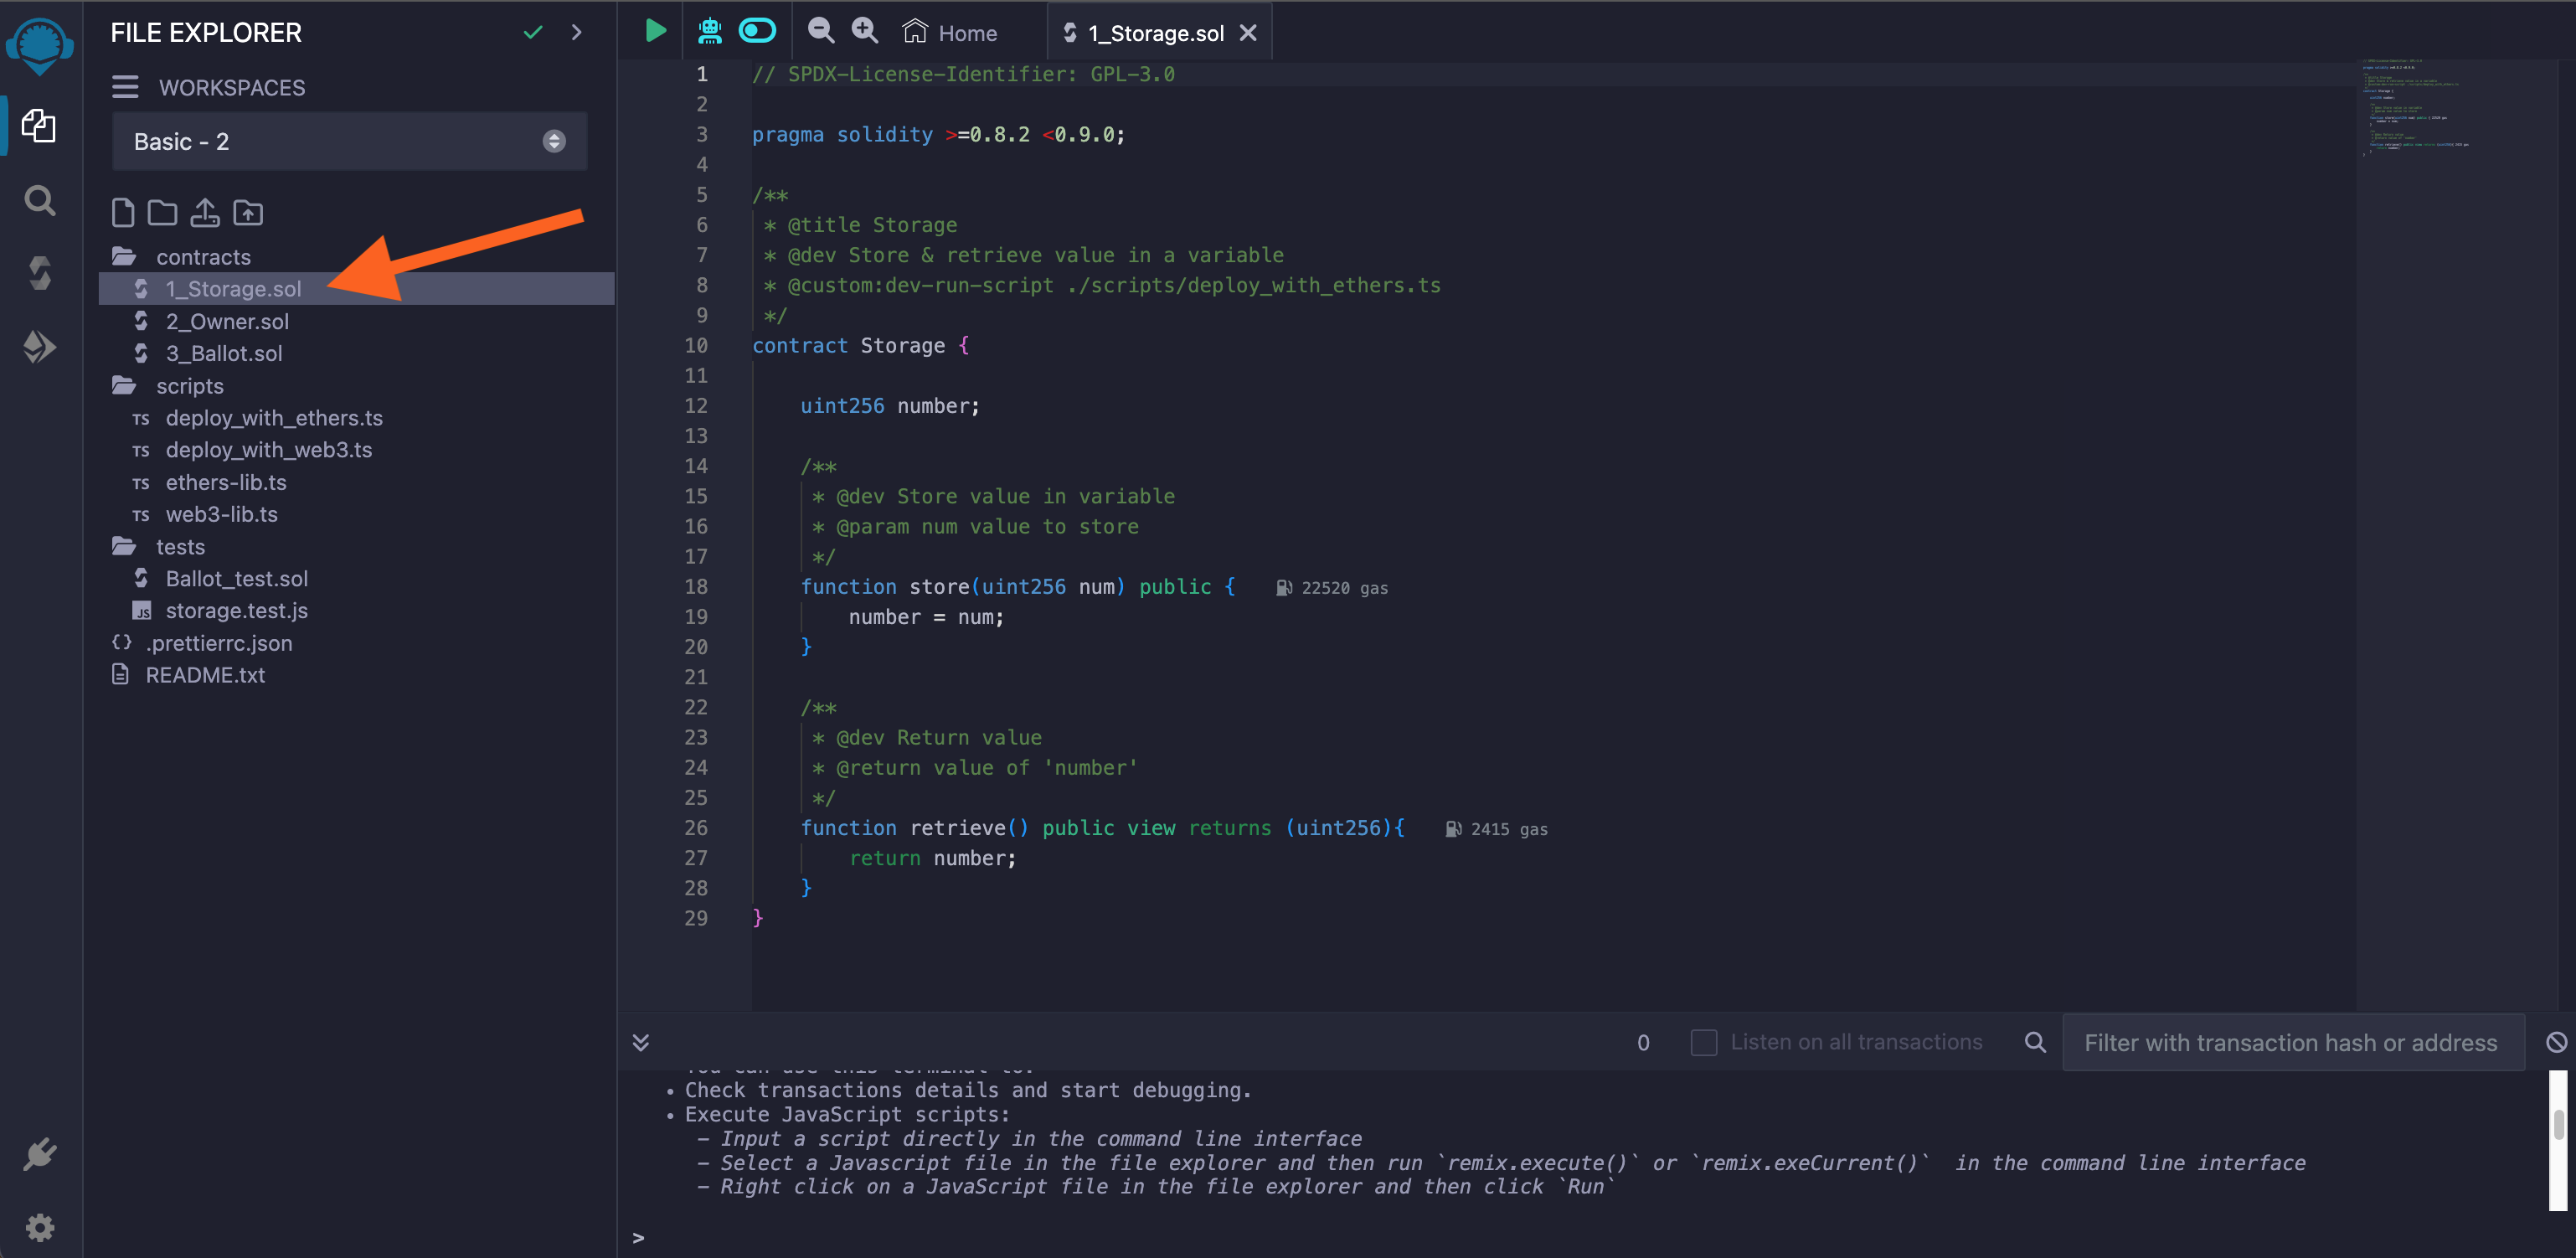 FILE EXPLORER
WORKSPACES
Basic - 2
contracts
1_Storage.sol
2_Owner.sol
3_Ballot.sol
scripts
TS deploy_with_ethers.ts
TS deploy_with_web3.ts
TS ethers-lib.ts
TS web3-lib.ts
tests
Ballot_test.sol
JS storage.test.js
{} .prettierrc.json
README.txt
Home
1_Storage.sol
1 // SPDX-License-Identifier: GPL-3.0
2
3 pragma solidity >=0.8.2 <0.9.0;
4
5 /**
6 * @title Storage
7 * @dev Store & retrieve value in a variable
8 * @custom:dev-run-script ./scripts/deploy_with_ethers.ts
9 */
10 contract Storage {
11
12 uint256 number;
13
14 /**
15 * @dev Store value in variable
16 * @param num value to store
17 */
18 function store(uint256 num) public { 22520 gas
19 number = num;
20 }
21
22 /**
23 * @dev Return value
24 * @return value of 'number'
25 */
26 function retrieve() public view returns (uint256){ 2415 gas
27 return number;
28 }
29 }
0
Listen on all transactions
Filter with transaction hash or address
You can use this terminal to:
• Check transactions details and start debugging.
• Execute JavaScript scripts:
– Input a script directly in the command line interface
– Select a Javascript file in the file explorer and then run `remix.execute()` or `remix.exeCurrent()` in the command line interface
– Right click on a JavaScript file in the file explorer and then click `Run`
>